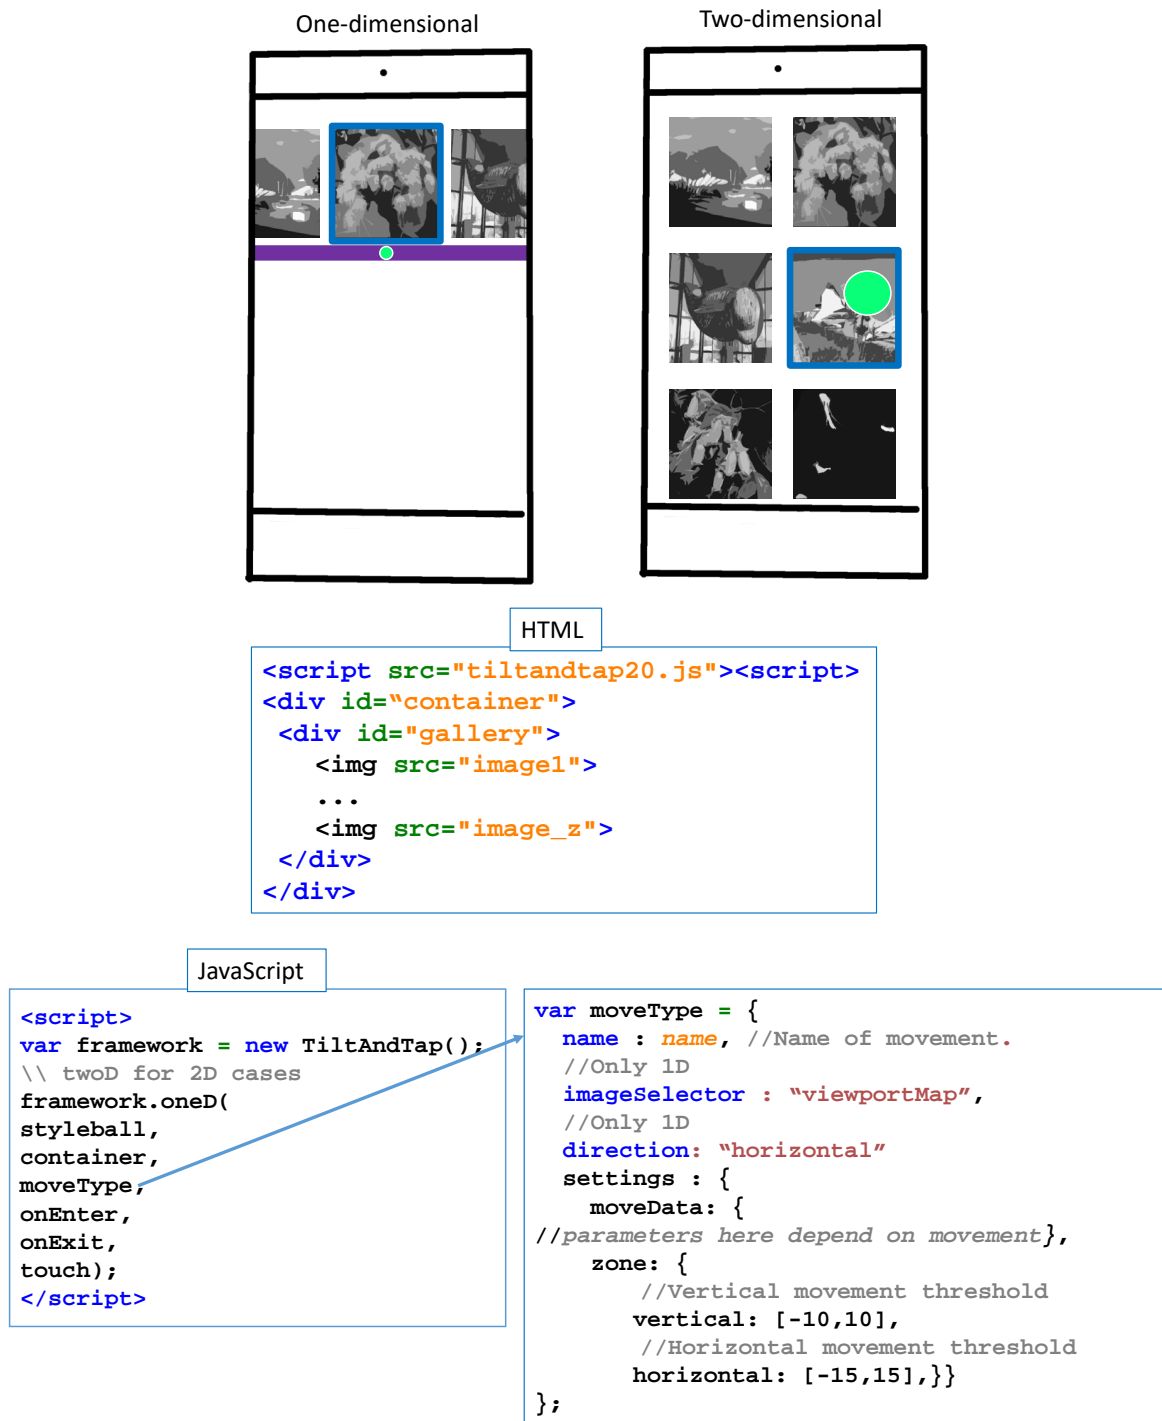 One-dimensional
Two-dimensional
HTML
<script src="tiltandtap20.js"><script>
<div id=“container">
<div id="gallery">
<img src="image1">
...
<img src="image_z">
</div>
</div>
JavaScript
<script>
var framework = new TiltAndTap();
\\ twoD for 2D cases
framework.oneD(
styleball,
container,
moveType,
onEnter,
onExit,
touch);
</script>
var moveType = {
name : name, //Name of movement.
//Only 1D
imageSelector : “viewportMap”,
//Only 1D
direction: “horizontal”
settings : {
moveData: {
//parameters here depend on movement},
zone: {
//Vertical movement threshold
vertical: [-10,10],
//Horizontal movement threshold
horizontal: [-15,15],}}
};